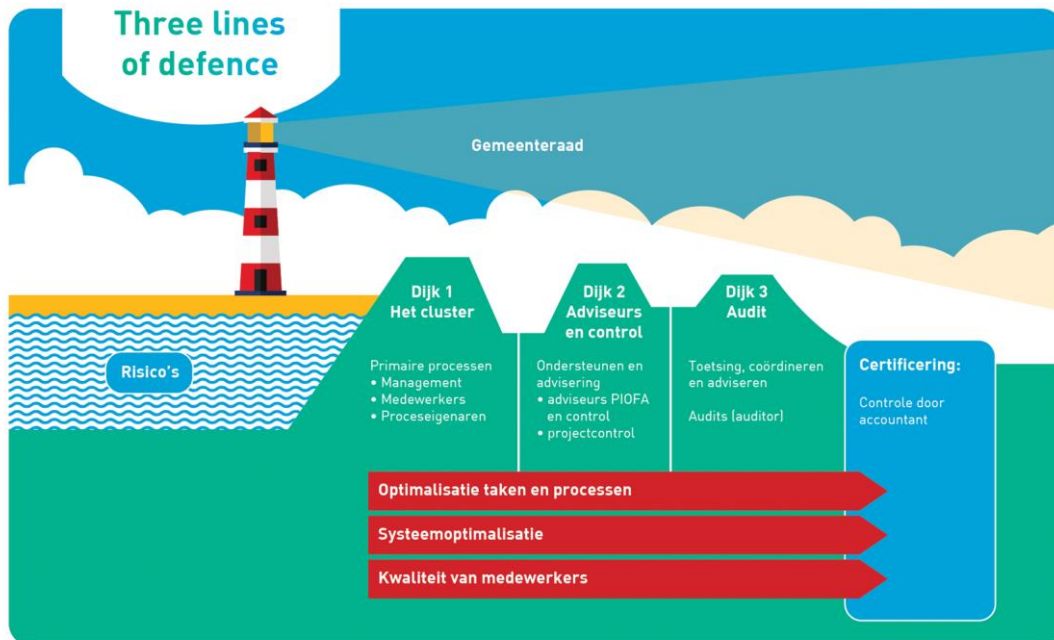 Three lines
of defence
Gemeenteraad
Risico's
Dijk 1
Het cluster
Primaire processen
• Management
• Medewerkers
• Proceseigenaren
Dijk 2
Adviseurs
en control
Ondersteunen en
advisering
• adviseurs PIOFA
en control
• projectcontrol
Dijk 3
Audit
Toetsing, coördineren
en adviseren
Audits (auditor)
Certificering:
Controle door
accountant
Optimalisatie taken en processen
Systeemoptimalisatie
Kwaliteit van medewerkers